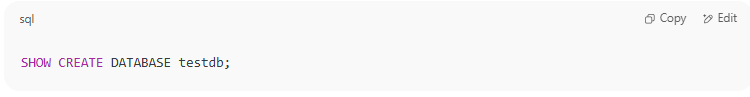 sql
Copy
Edit
SHOW CREATE DATABASE testdb;